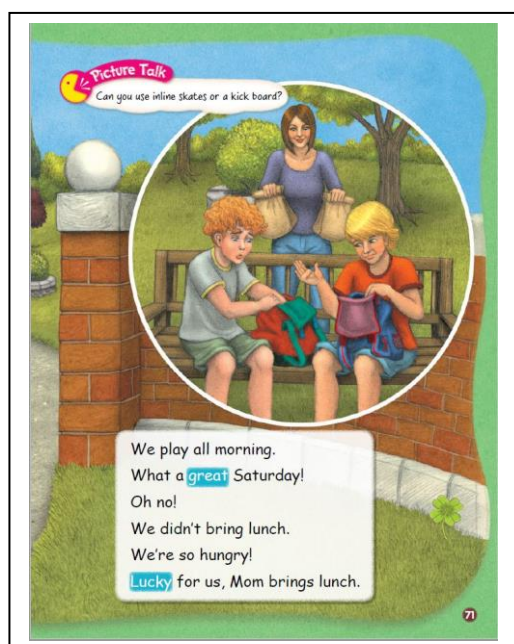 Picture Talk
Can you use inline skates or a kick board?
We play all morning.
What a great Saturday!
Oh no!
We didn't bring lunch.
We're so hungry!
Lucky for us, Mom brings lunch.
71